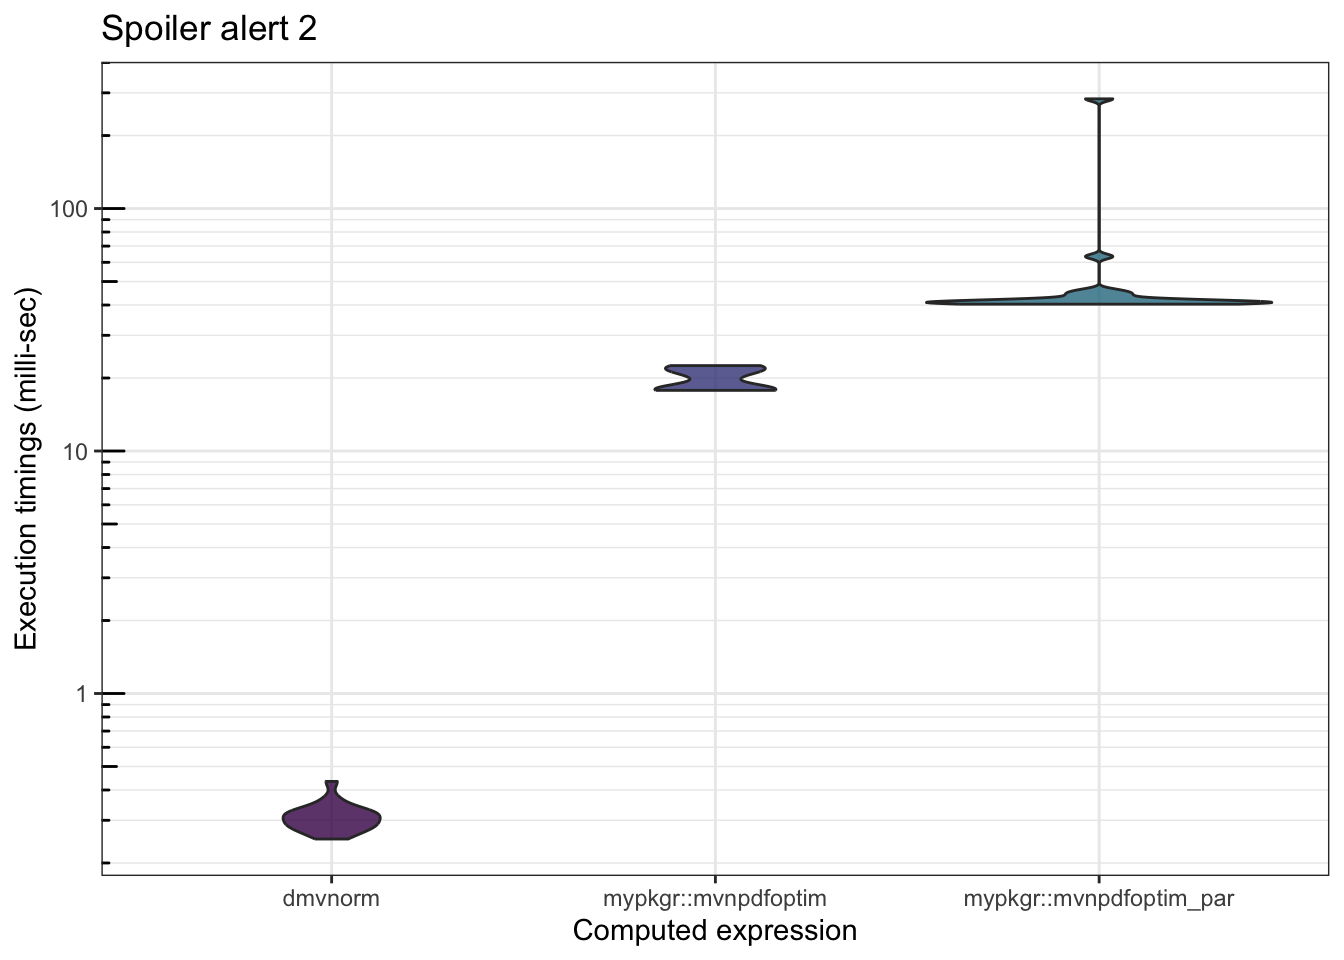 Spoiler alert 2
Execution timings (milli-sec)
100
10
1
dmvnorm
mypkgr::mvnpdfoptim
mypkgr::mvnpdfoptim_par
Computed expression